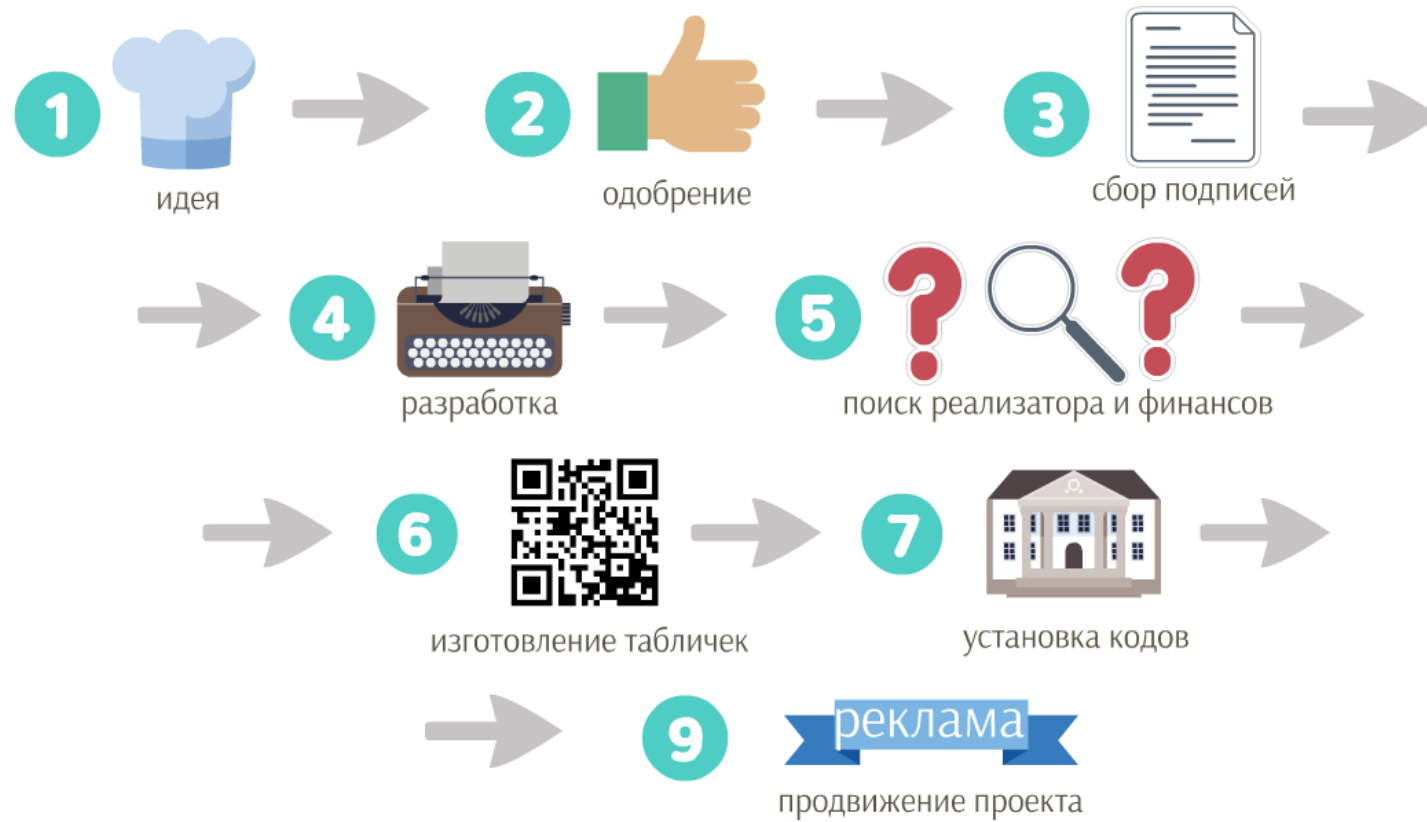 1
идея
2
одобрение
3
сбор подписей
4
разработка
5
поиск реализатора и финансов
6
изготовление табличек
7
установка кодов
9
реклама
продвижение проекта